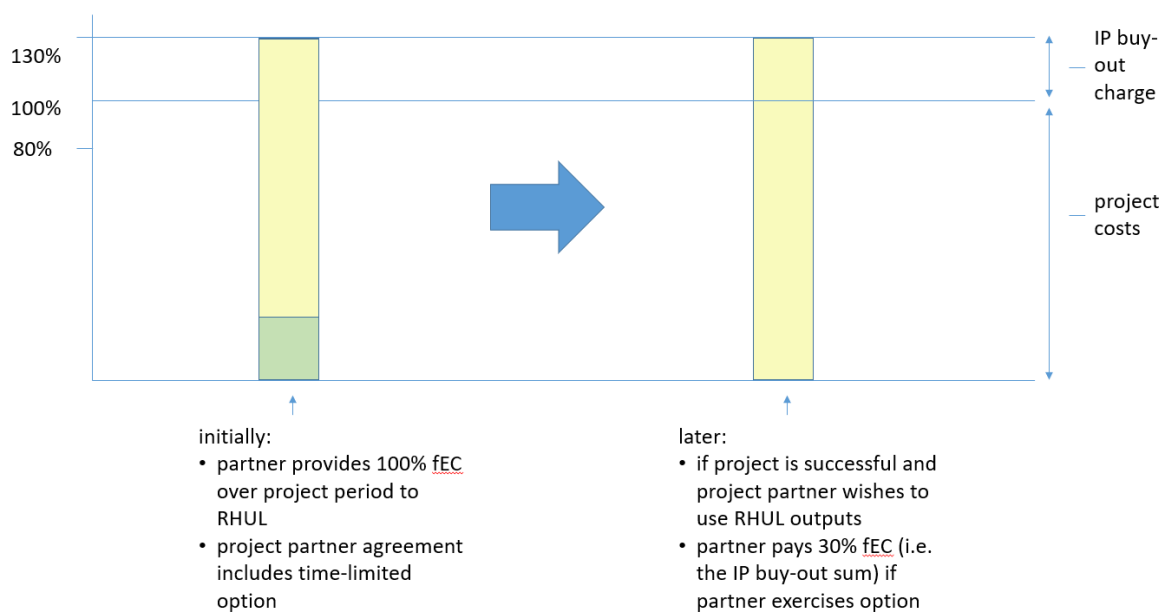 130%
100%
80%
IP buy-
out
charge
project
costs
initially:
• partner provides 100% fEC
over project period to
RHUL
• project partner agreement
includes time-limited
option
later:
• if project is successful and
project partner wishes to
use RHUL outputs
• partner pays 30% fEC (i.e.
the IP buy-out sum) if
partner exercises option